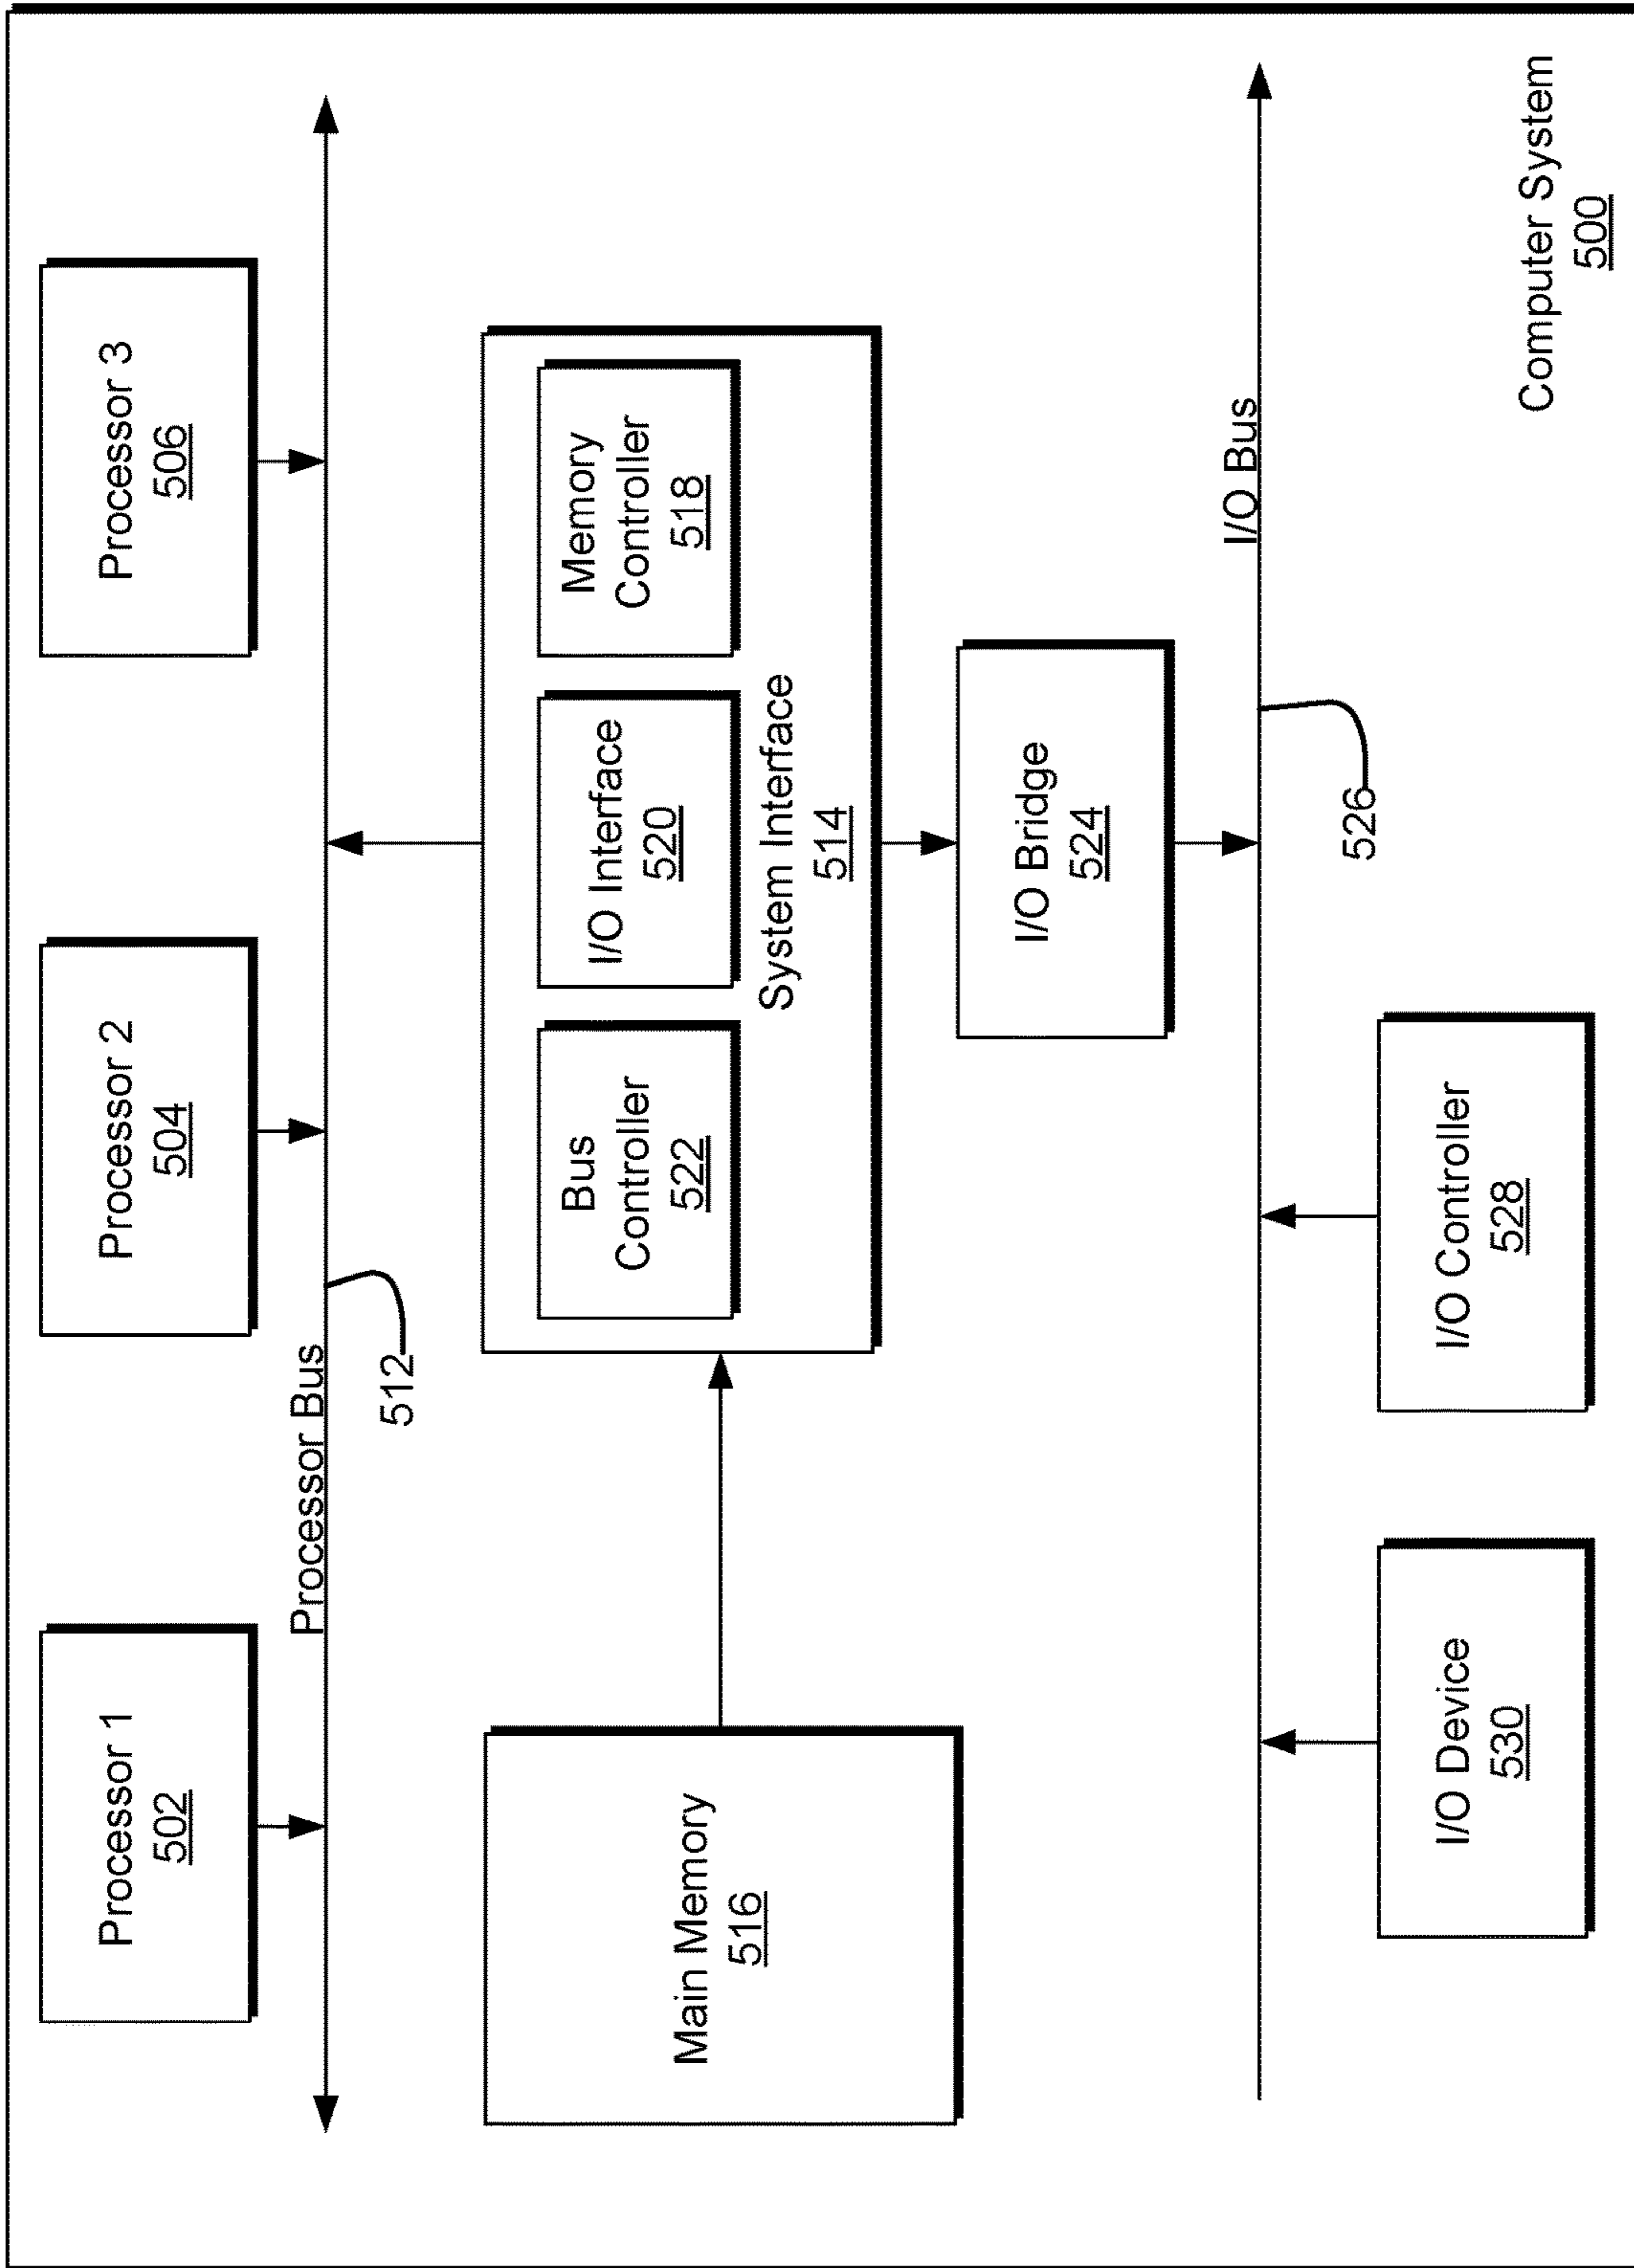 Processor 1
502
Processor 2
504
Processor 3
506
Processor Bus
512
Main Memory
516
Bus
Controller
522
I/O Interface
520
Memory
Controller
518
System Interface
514
I/O Bridge
524
I/O Bus
526
I/O Device
530
I/O Controller
528
Computer System
500